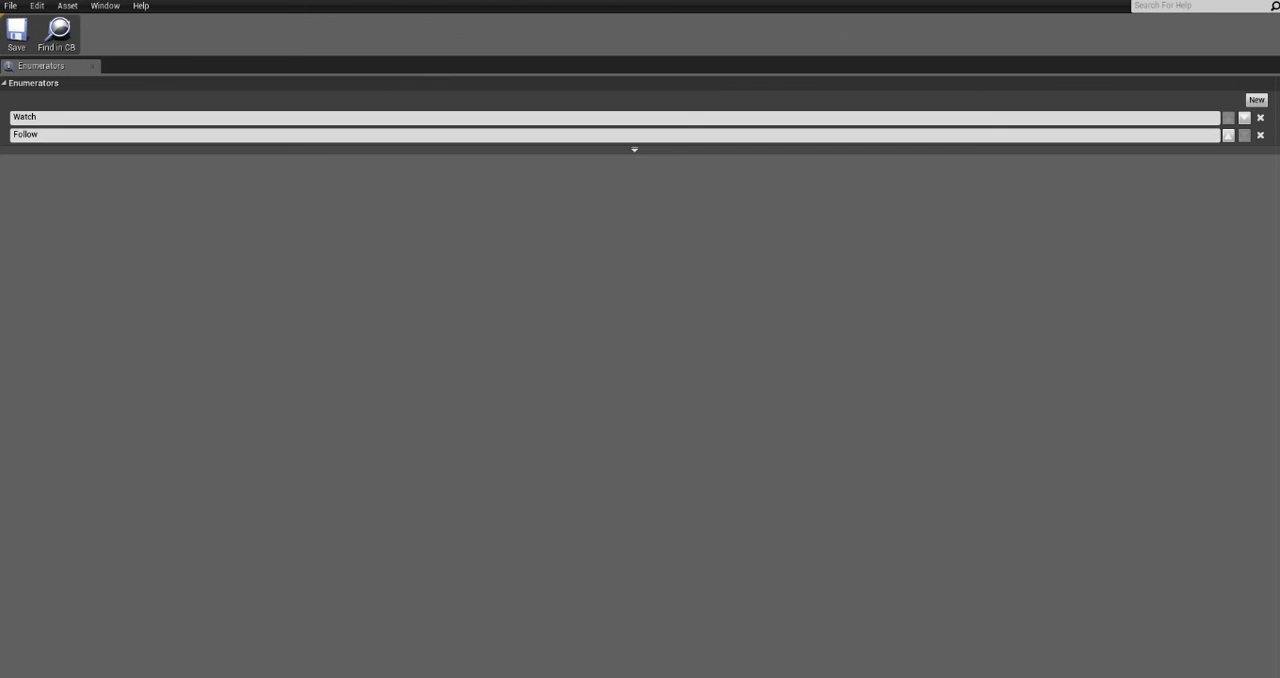 File Edit Asset Window Help Search For Help
Save Find in CB
Enumerators
Enumerators
New
Watch
Follow